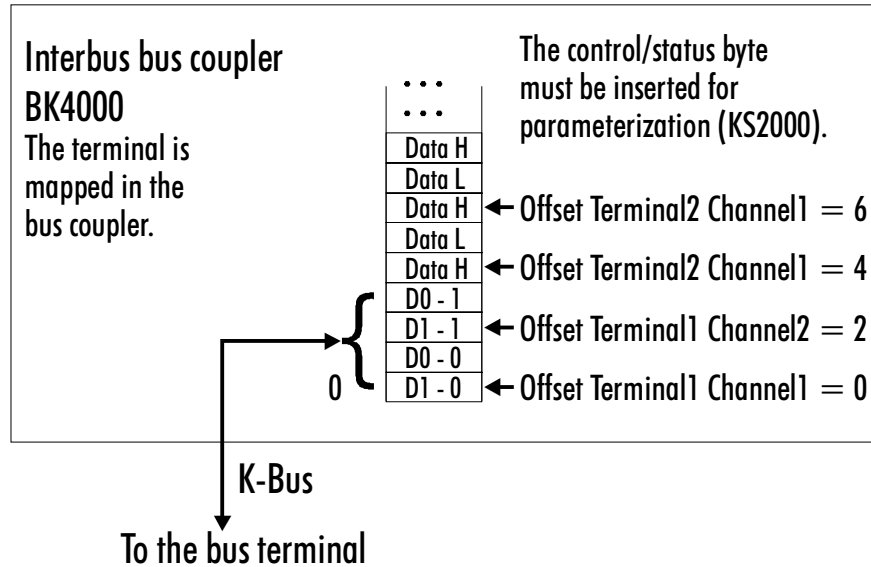 Interbus bus coupler
BK4000
The terminal is
mapped in the
bus coupler.
The control/status byte
must be inserted for
parameterization (KS2000).
...
...
Data H
Data L
Data H ← Offset Terminal2 Channel1 = 6
Data L
Data H ← Offset Terminal2 Channel1 = 4
D0 - 1
D1 - 1 ← Offset Terminal1 Channel2 = 2
D0 - 0
0 D1 - 0 ← Offset Terminal1 Channel1 = 0
K-Bus
To the bus terminal